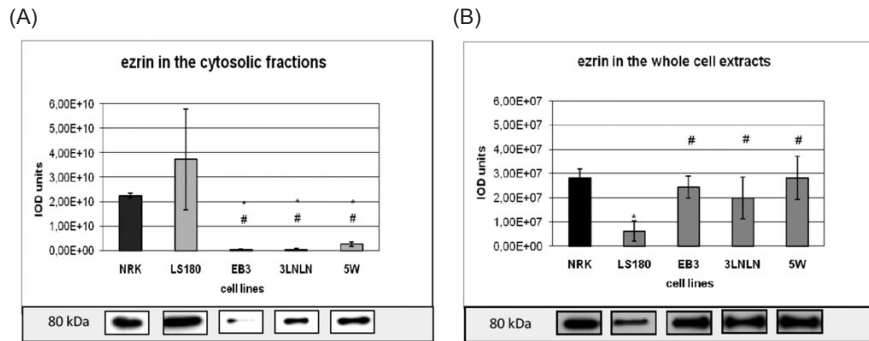 (A)
ezrin in the cytosolic fractions
6,00E+10
5,00E+10
4,00E+10
3,00E+10
2,00E+10
1,00E+10
0,00E+00
IOD units
* * *
# # #
NRK LS180 EB3 3LNLN 5W
cell lines
80 kDa
(B)
ezrin in the whole cell extracts
6,00E+07
5,00E+07
4,00E+07
3,00E+07
2,00E+07
1,00E+07
0,00E+00
IOD units
# # #
*
NRK LS180 EB3 3LNLN 5W
cell lines
80 kDa